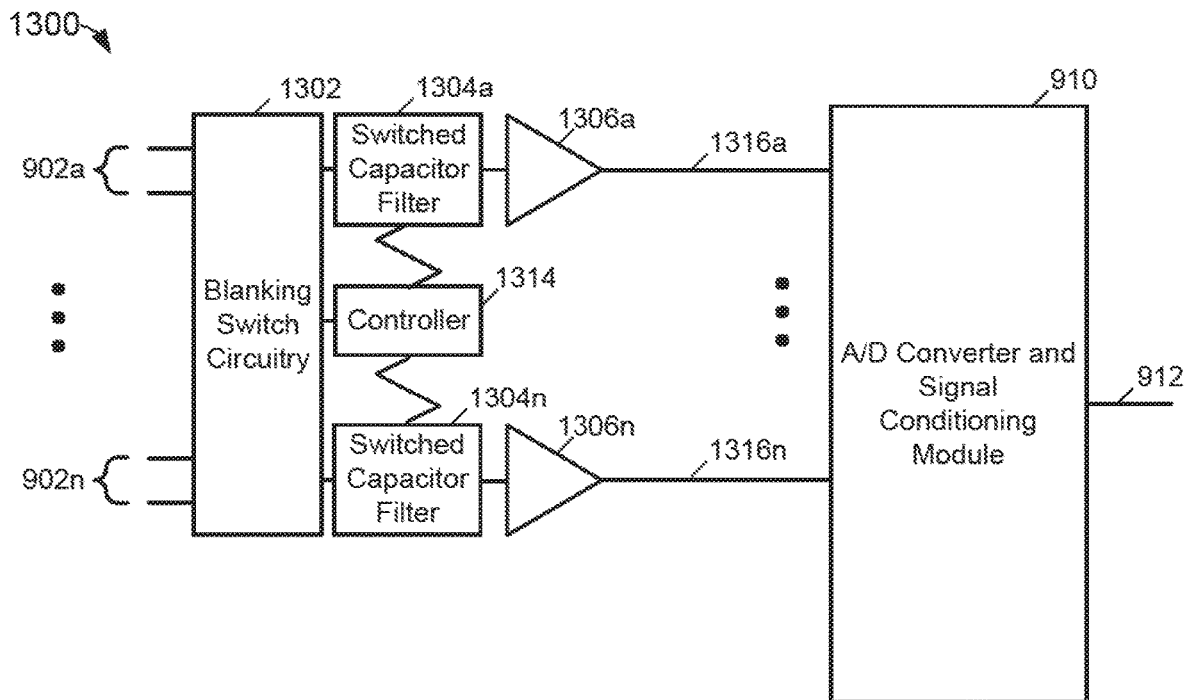 1300
1302
1304a
1306a
910
902a
Switched
Capacitor
Filter
1316a
Blanking
Switch
Circuitry
1314
Controller
A/D Converter and
Signal
Conditioning
Module
912
1304n
1306n
902n
Switched
Capacitor
Filter
1316n